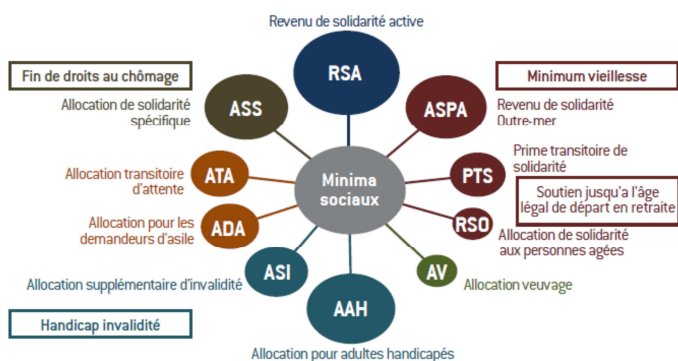 Revenu de solidarité active
RSA
Fin de droits au chômage
Minimum vieillesse
Allocation de solidarité
spécifique
ASS
ASPA
Revenu de solidarité
Outre-mer
Allocation transitoire
d'attente
ATA
Minima
sociaux
PTS
Prime transitoire de
solidarité
Soutien jusqu'a l'âge
légal de départ en retraite
Allocation pour les
demandeurs d'asile
ADA
RSO
Allocation de solidarité
aux personnes agées
Allocation supplémentaire d'invalidité
ASI
AV
Allocation veuvage
Handicap invalidité
AAH
Allocation pour adultes handicapés